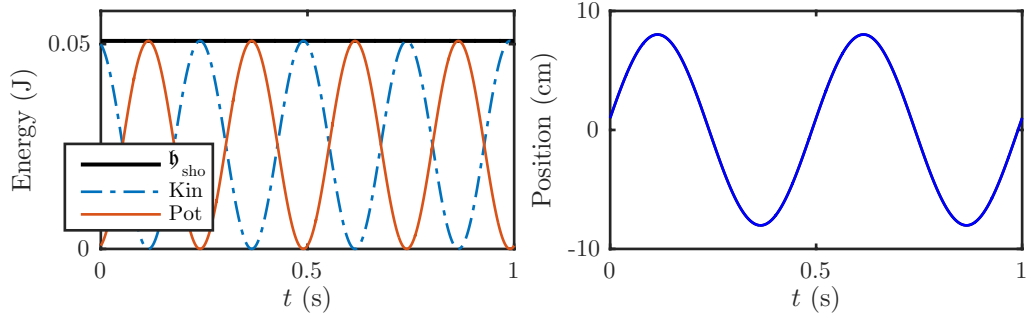 Energy (J)
0.05
0
𝔥sho
Kin
Pot
0
0.5
1
t (s)
Position (cm)
10
0
-10
0
0.5
1
t (s)